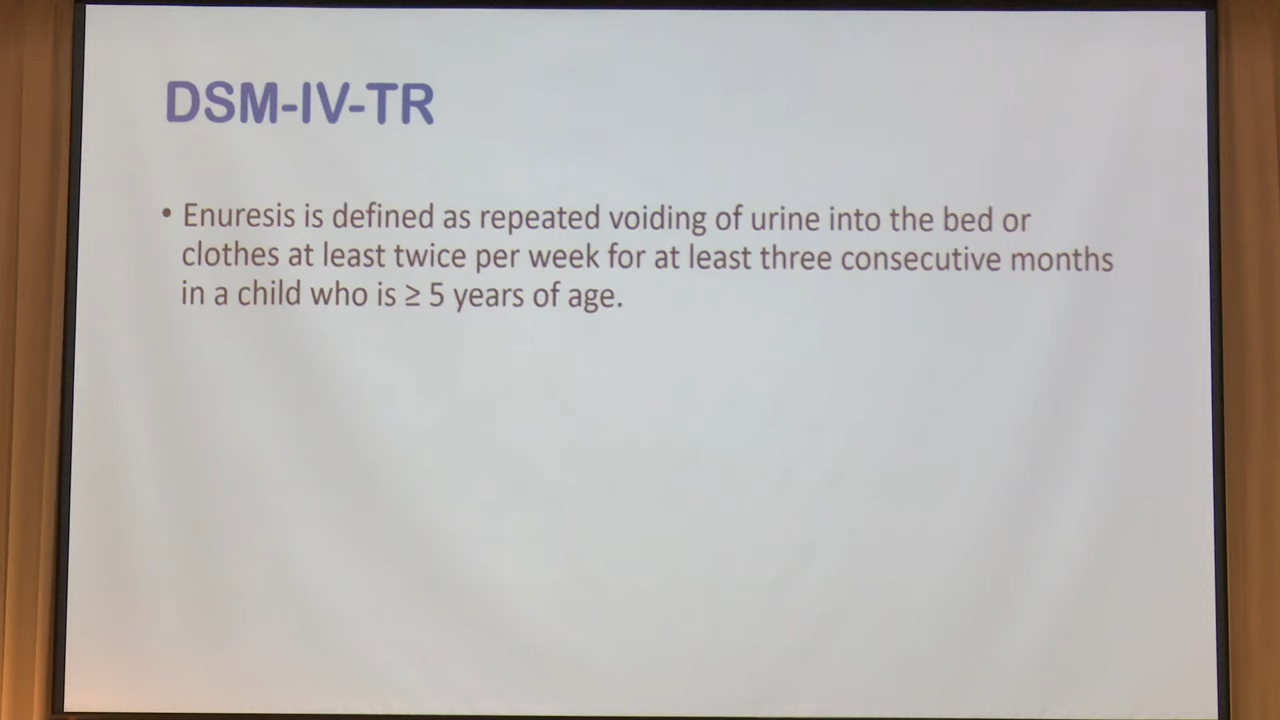 DSM-IV-TR
• Enuresis is defined as repeated voiding of urine into the bed or
clothes at least twice per week for at least three consecutive months
in a child who is ≥ 5 years of age.